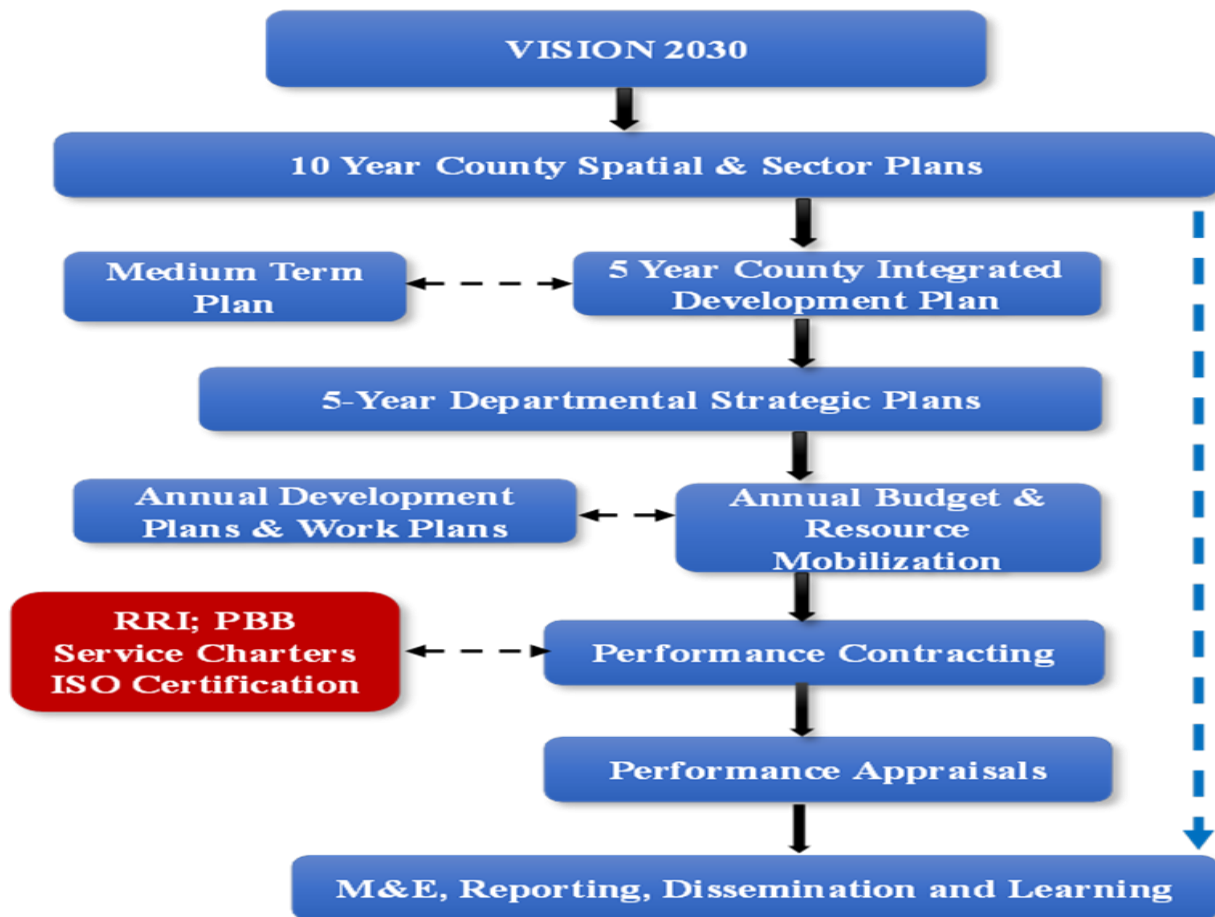 VISION 2030
10 Year County Spatial & Sector Plans
Medium Term
Plan
5 Year County Integrated
Development Plan
5-Year Departmental Strategic Plans
Annual Development
Plans & Work Plans
Annual Budget &
Resource
Mobilization
RRI; PBB
Service Charters
ISO Certification
Performance Contracting
Performance Appraisals
M&E, Reporting, Dissemination and Learning